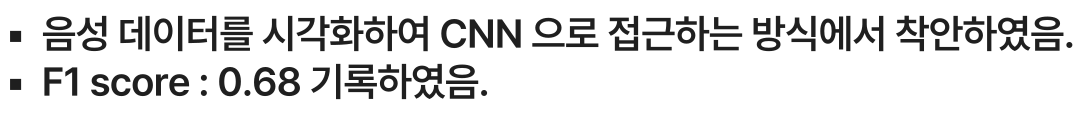 ▪ 음성 데이터를 시각화하여 CNN 으로 접근하는 방식에서 착안하였음.
▪ F1 score : 0.68 기록하였음.